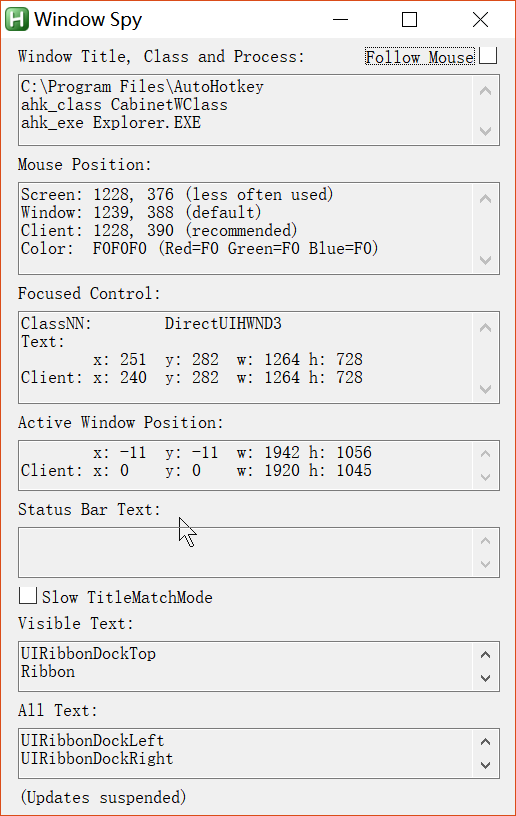 Window Spy
Window Title, Class and Process:
Follow Mouse
C:\Program Files\AutoHotkey
ahk_class CabinetWClass
ahk_exe Explorer.EXE
Mouse Position:
Screen: 1228, 376 (less often used)
Window: 1239, 388 (default)
Client: 1228, 390 (recommended)
Color:  F0F0F0 (Red=F0 Green=F0 Blue=F0)
Focused Control:
ClassNN:        DirectUIHWND3
Text:
        x: 251  y: 282  w: 1264 h: 728
Client: x: 240  y: 282  w: 1264 h: 728
Active Window Position:
        x: -11  y: -11  w: 1942 h: 1056
Client: x: 0    y: 0    w: 1920 h: 1045
Status Bar Text:
Slow TitleMatchMode
Visible Text:
UIRibbonDockTop
Ribbon
All Text:
UIRibbonDockLeft
UIRibbonDockRight
(Updates suspended)